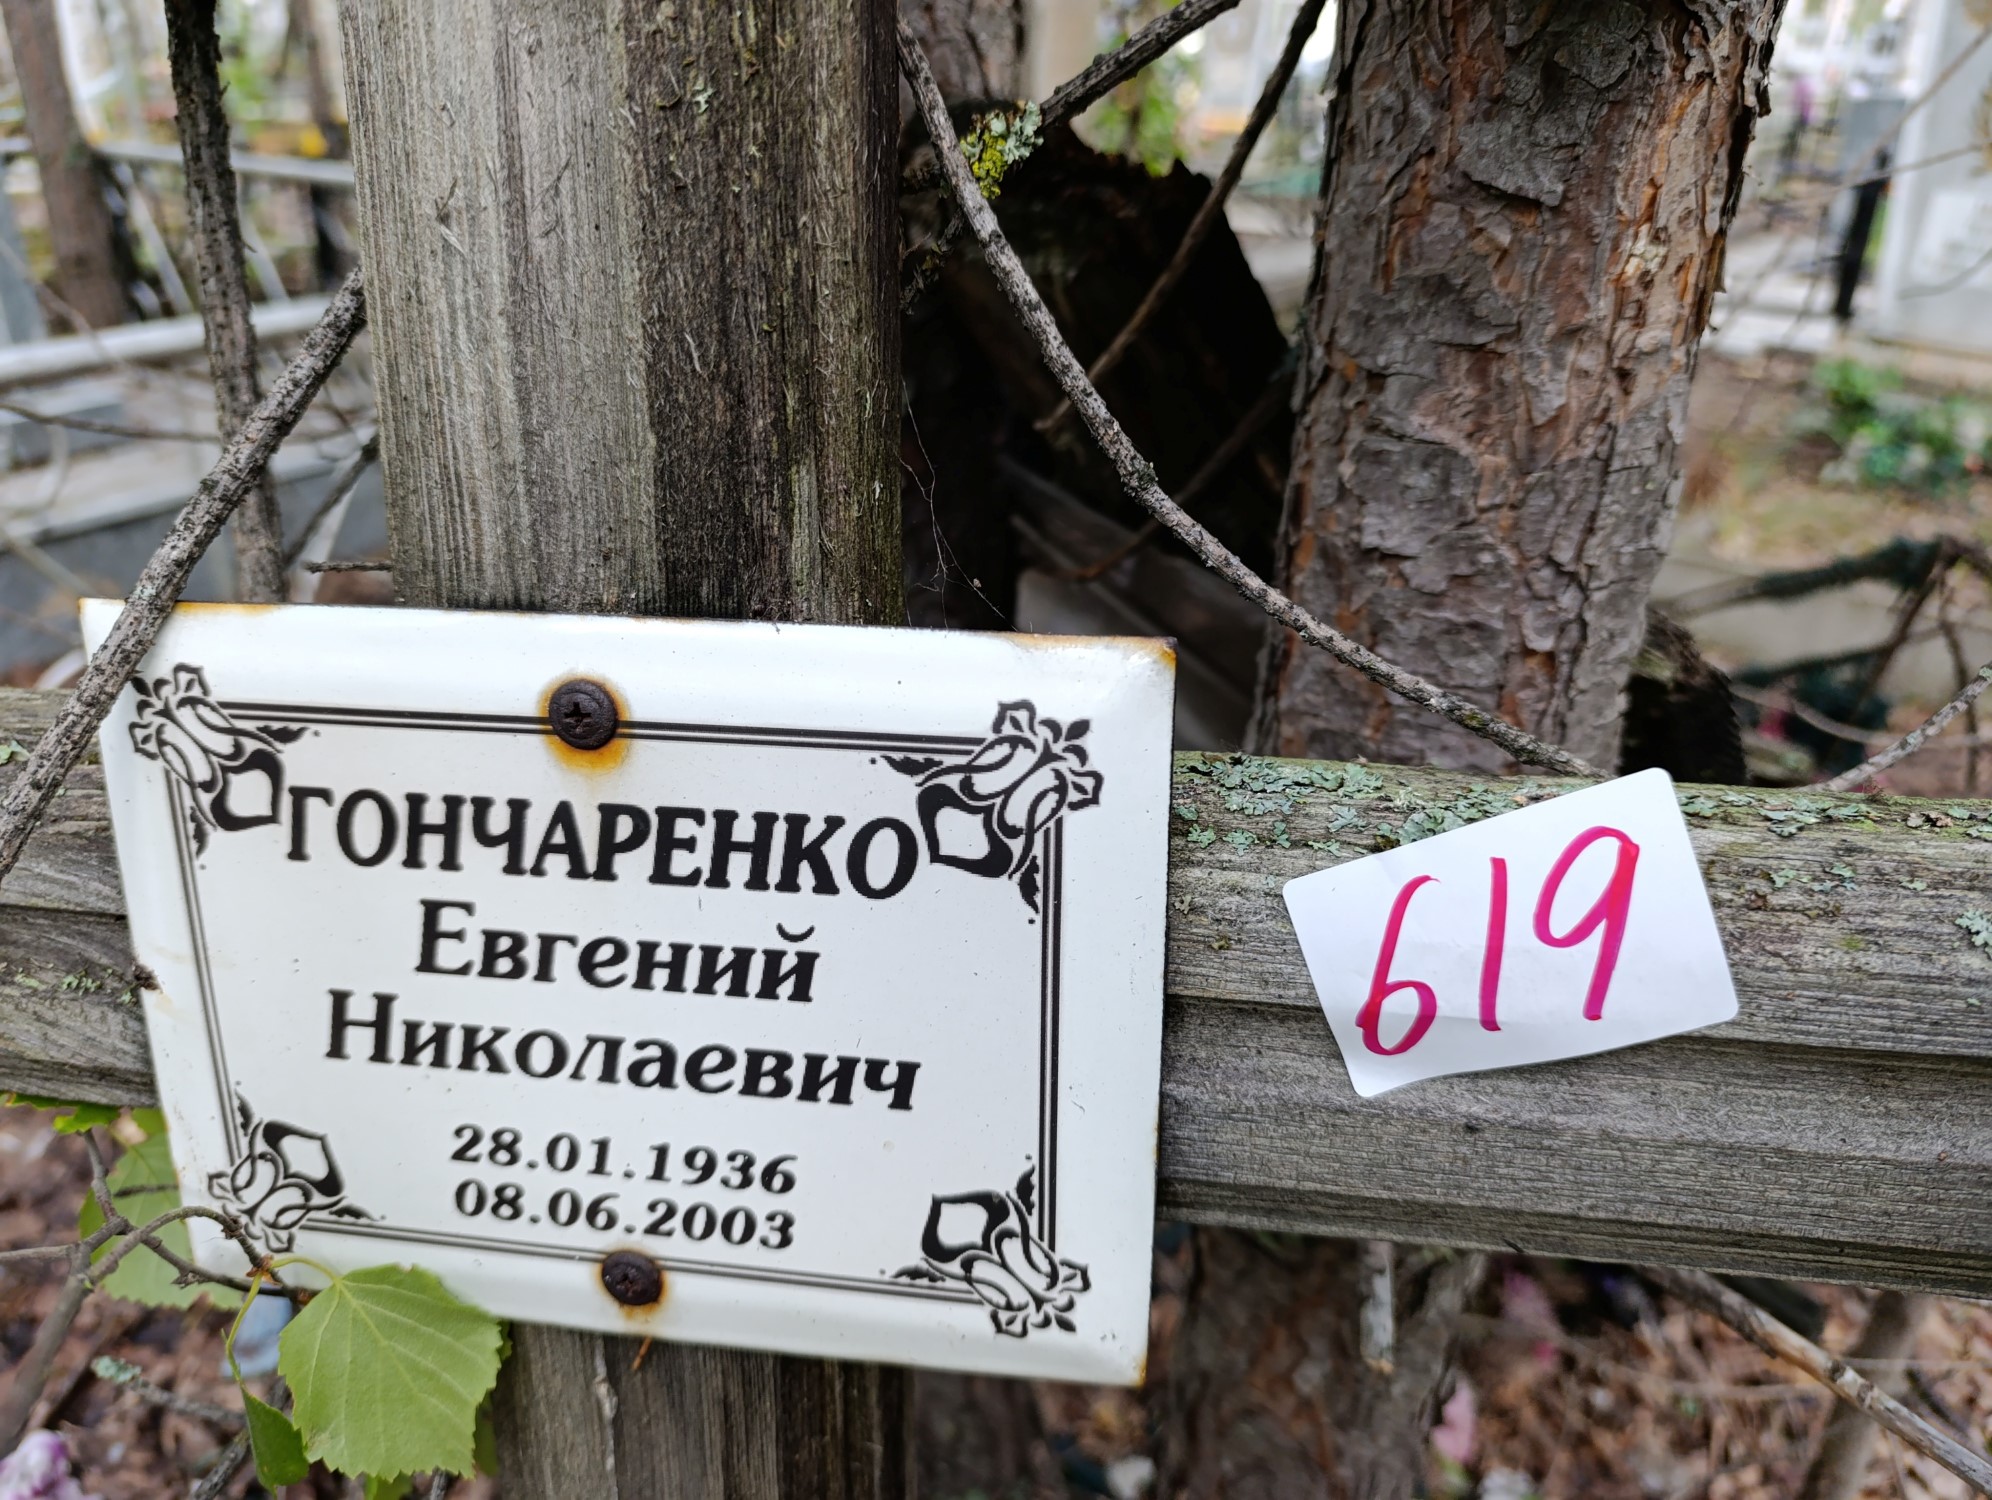 ГОНЧАРЕНКО
Евгений
Николаевич
28.01.1936
08.06.2003
619